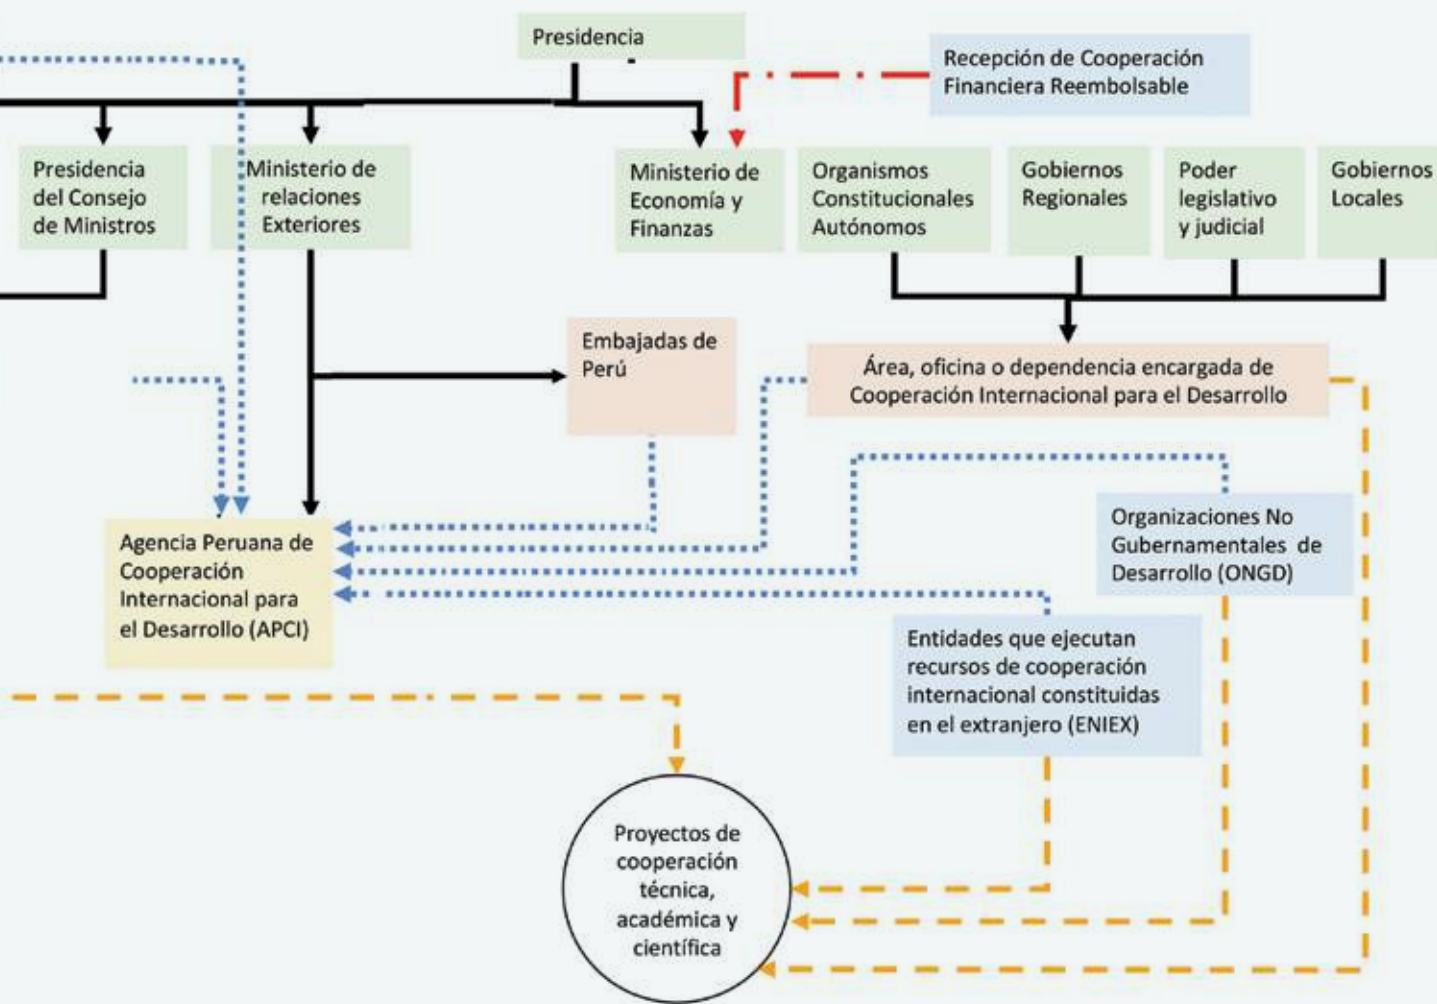 Presidencia
Recepción de Cooperación
Financiera Reembolsable
Presidencia
del Consejo
de Ministros
Ministerio de
relaciones
Exteriores
Ministerio de
Economía y
Finanzas
Organismos
Constitucionales
Autónomos
Gobiernos
Regionales
Poder
legislativo
y judicial
Gobiernos
Locales
Embajadas de
Perú
Área, oficina o dependencia encargada de
Cooperación Internacional para el Desarrollo
Organizaciones No
Gubernamentales de
Desarrollo (ONGD)
Agencia Peruana de
Cooperación
Internacional para
el Desarrollo (APCI)
Entidades que ejecutan
recursos de cooperación
internacional constituidas
en el extranjero (ENIEX)
Proyectos de
cooperación
técnica,
académica y
científica